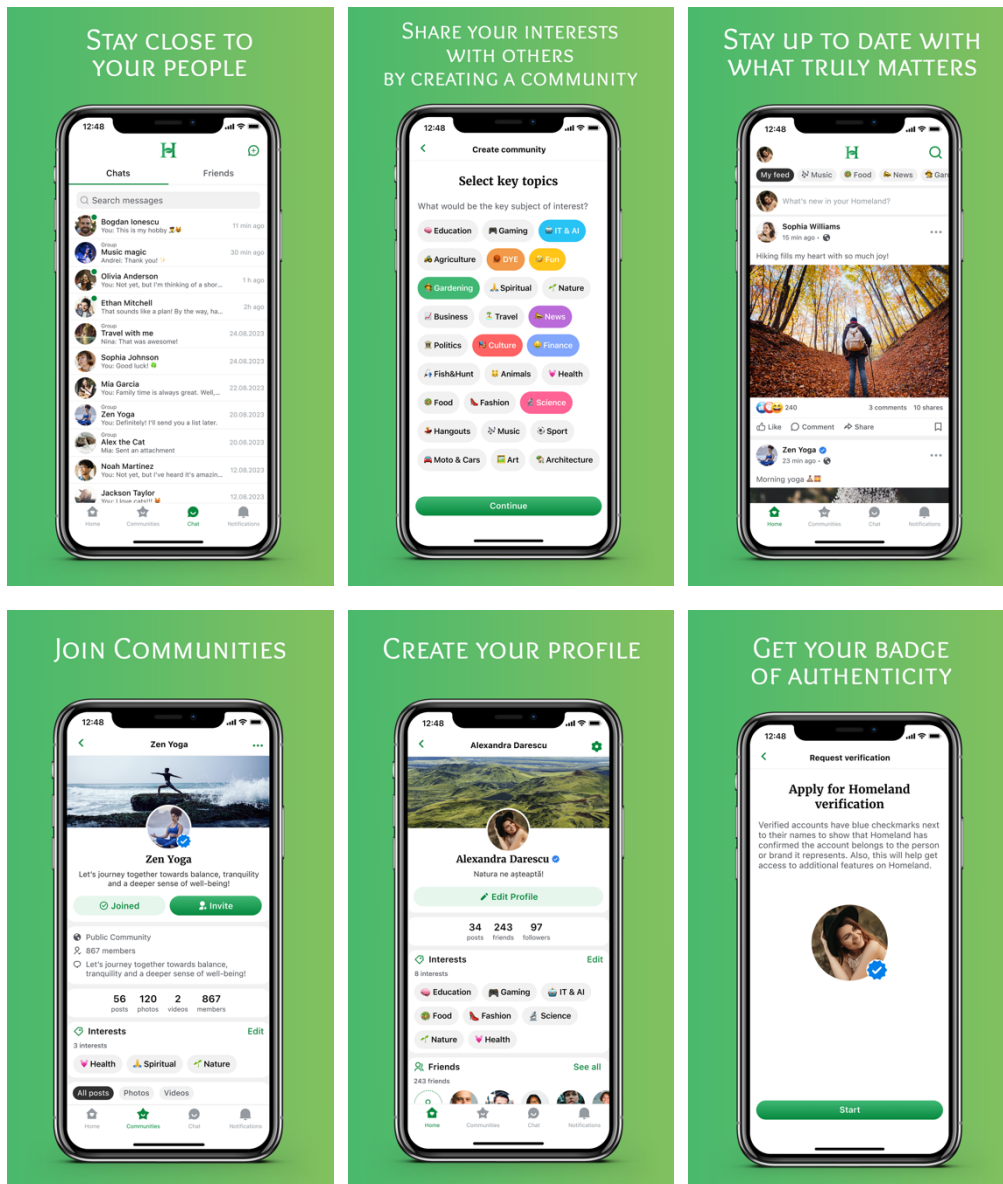 STAY CLOSE TO
YOUR PEOPLE
12:48
H
Chats
Friends
Search messages
Bogdan Ionescu
You: This is my hobby
11 min ago
Group
Music magic
Andrei: Thank you!
30 min ago
Olivia Anderson
You: Not yet, but I'm thinking of a shor...
1 h ago
Ethan Mitchell
That sounds like a plan! By the way, ha...
2h ago
Group
Travel with me
Nina: That was awesome!
24.08.2023
Sophia Johnson
You: Good luck!
24.08.2023
Mia Garcia
You: Family time is always great. Well,...
22.08.2023
Group
Zen Yoga
You: Definitely! I'll send you a list later.
20.08.2023
Group
Alex the Cat
Mia: Sent an attachment
20.08.2023
Noah Martinez
You: Not yet, but I've heard it's amazin...
12.08.2023
Jackson Taylor
You: I love cats!!!
12.08.2023
Home
Communities
Chat
Notifications
SHARE YOUR INTERESTS
WITH OTHERS
BY CREATING A COMMUNITY
12:48
Create community
Select key topics
What would be the key subject of interest?
Education
Gaming
IT & AI
Agriculture
DYE
Fun
Gardening
Spiritual
Nature
Business
Travel
News
Politics
Culture
Finance
Fish&Hunt
Animals
Health
Food
Fashion
Science
Hangouts
Music
Sport
Moto & Cars
Art
Architecture
Continue
STAY UP TO DATE WITH
WHAT TRULY MATTERS
12:48
H
My feed
Music
Food
News
Gar
What's new in your Homeland?
Sophia Williams
15 min ago •
Hiking fills my heart with so much joy!
240
3 comments
10 shares
Like
Comment
Share
Zen Yoga
23 min ago •
Morning yoga
Home
Communities
Chat
Notifications
JOIN COMMUNITIES
12:48
Zen Yoga
Zen Yoga
Let's journey together towards balance, tranquility
and a deeper sense of well-being!
Joined
Invite
Public Community
867 members
Let's journey together towards balance,
tranquility and a deeper sense of well-being!
56
posts
120
photos
2
videos
867
members
Interests
Edit
3 interests
Health
Spiritual
Nature
All posts
Photos
Videos
Home
Communities
Chat
Notifications
CREATE YOUR PROFILE
12:48
Alexandra Darescu
Alexandra Darescu
Natura ne așteaptă!
Edit Profile
34
posts
243
friends
97
followers
Interests
Edit
8 interests
Education
Gaming
IT & AI
Food
Fashion
Science
Nature
Health
Friends
See all
243 friends
Home
Communities
Chat
Notifications
GET YOUR BADGE
OF AUTHENTICITY
12:48
Request verification
Apply for Homeland
verification
Verified accounts have blue checkmarks next
to their names to show that Homeland has
confirmed the account belongs to the person
or brand it represents. Also, this will help get
access to additional features on Homeland.
Start